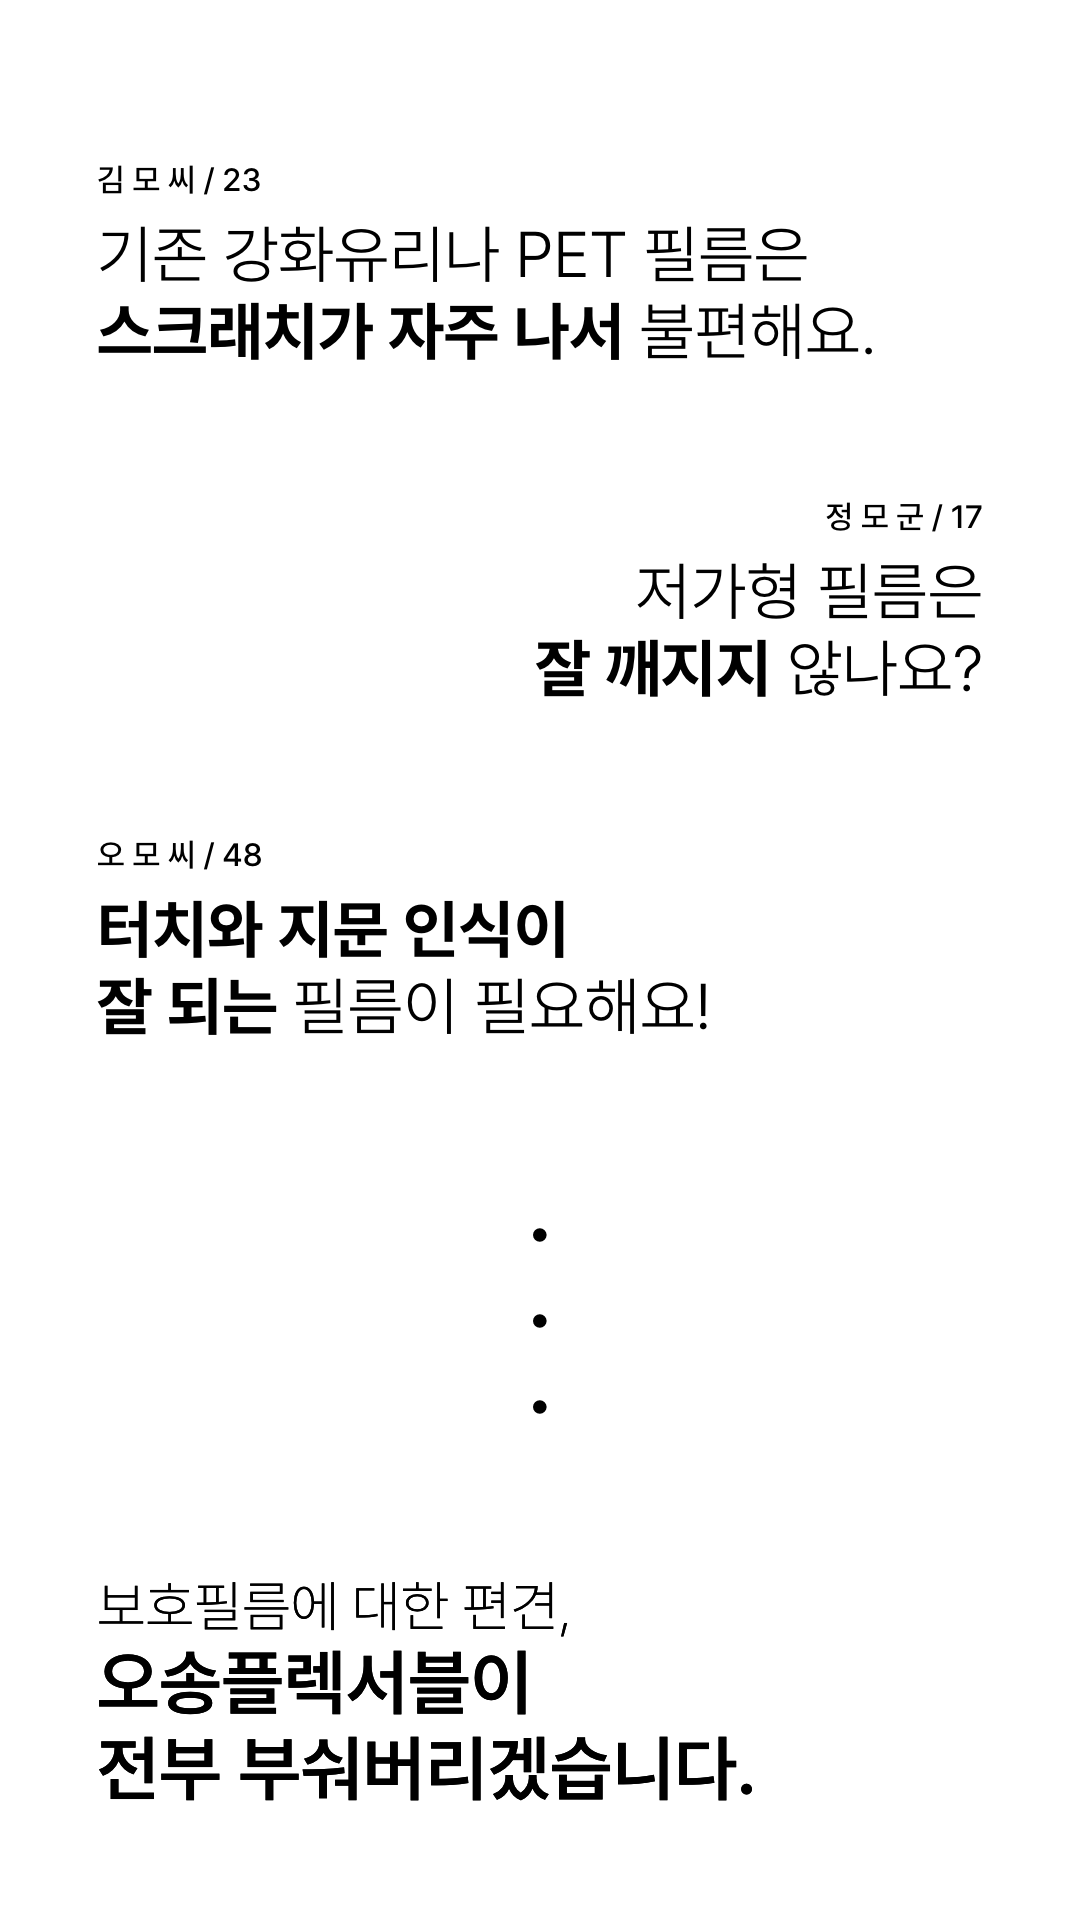 김 모 씨 / 23
기존 강화유리나 PET 필름은
스크래치가 자주 나서 불편해요.
정 모 군 / 17
저가형 필름은
잘 깨지지 않나요?
오 모 씨 / 48
터치와 지문 인식이
잘 되는 필름이 필요해요!
보호필름에 대한 편견,
오송플렉서블이
전부 부숴버리겠습니다.